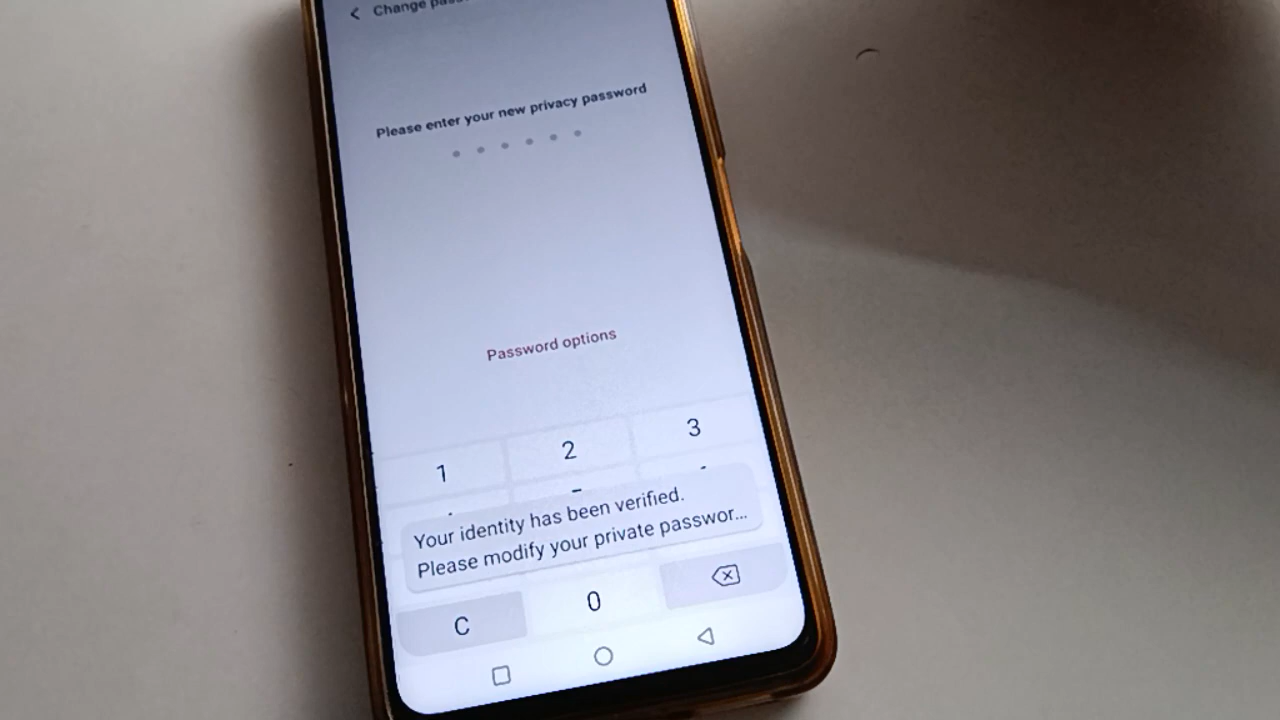 Change
Please enter your new privacy password
Password options
1 2 3
Your identity has been verified.
Please modify your private passwor...
C 0